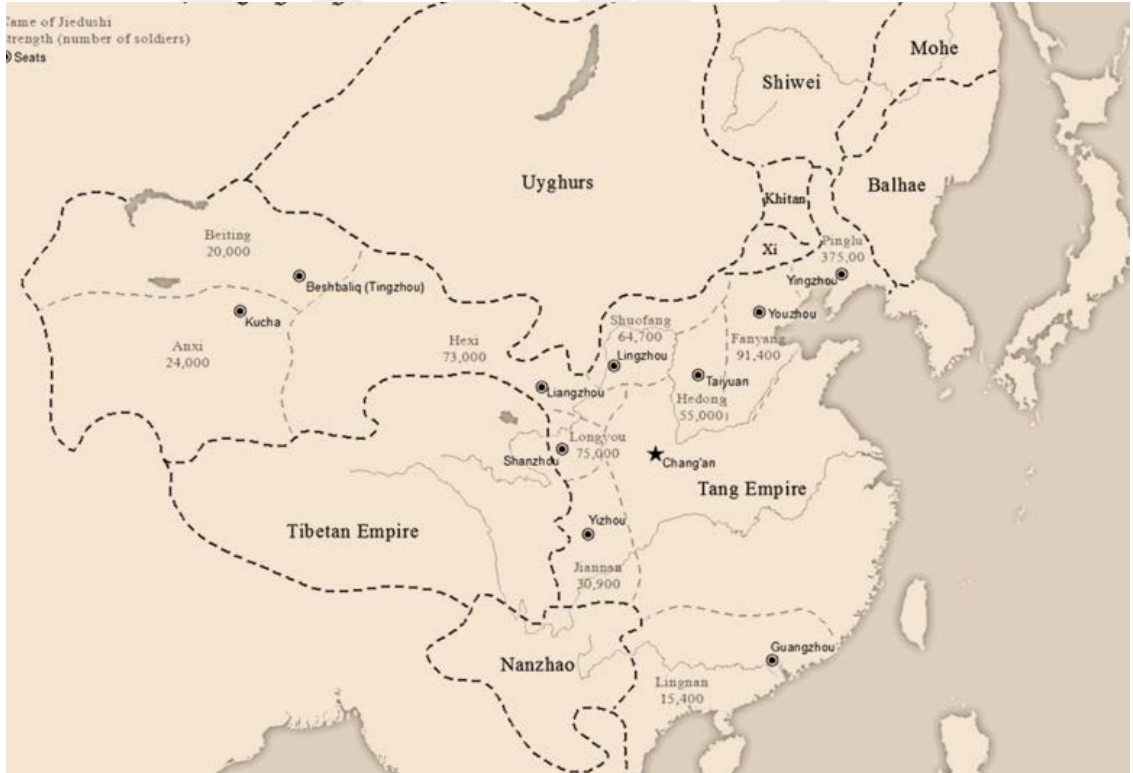 Name of Jiedushi
strength (number of soldiers)
Seats
Mohe
Shiwei
Uyghurs
Balhae
Khitan
Xi
Pinglu
375,00
Yingzhou
Beiting
20,000
Beshbaliq (Tingzhou)
Kucha
Anxi
24,000
Hexi
73,000
Shuofang
64,700
Lingzhou
Youzhou
Fanyang
91,400
Taiyuan
Hedong
55,000
Liangzhou
Longyou
75,000
Shanzhou
Chang'an
Tang Empire
Tibetan Empire
Yizhou
Jiannan
30,900
Nanzhao
Guangzhou
Lingnan
15,400